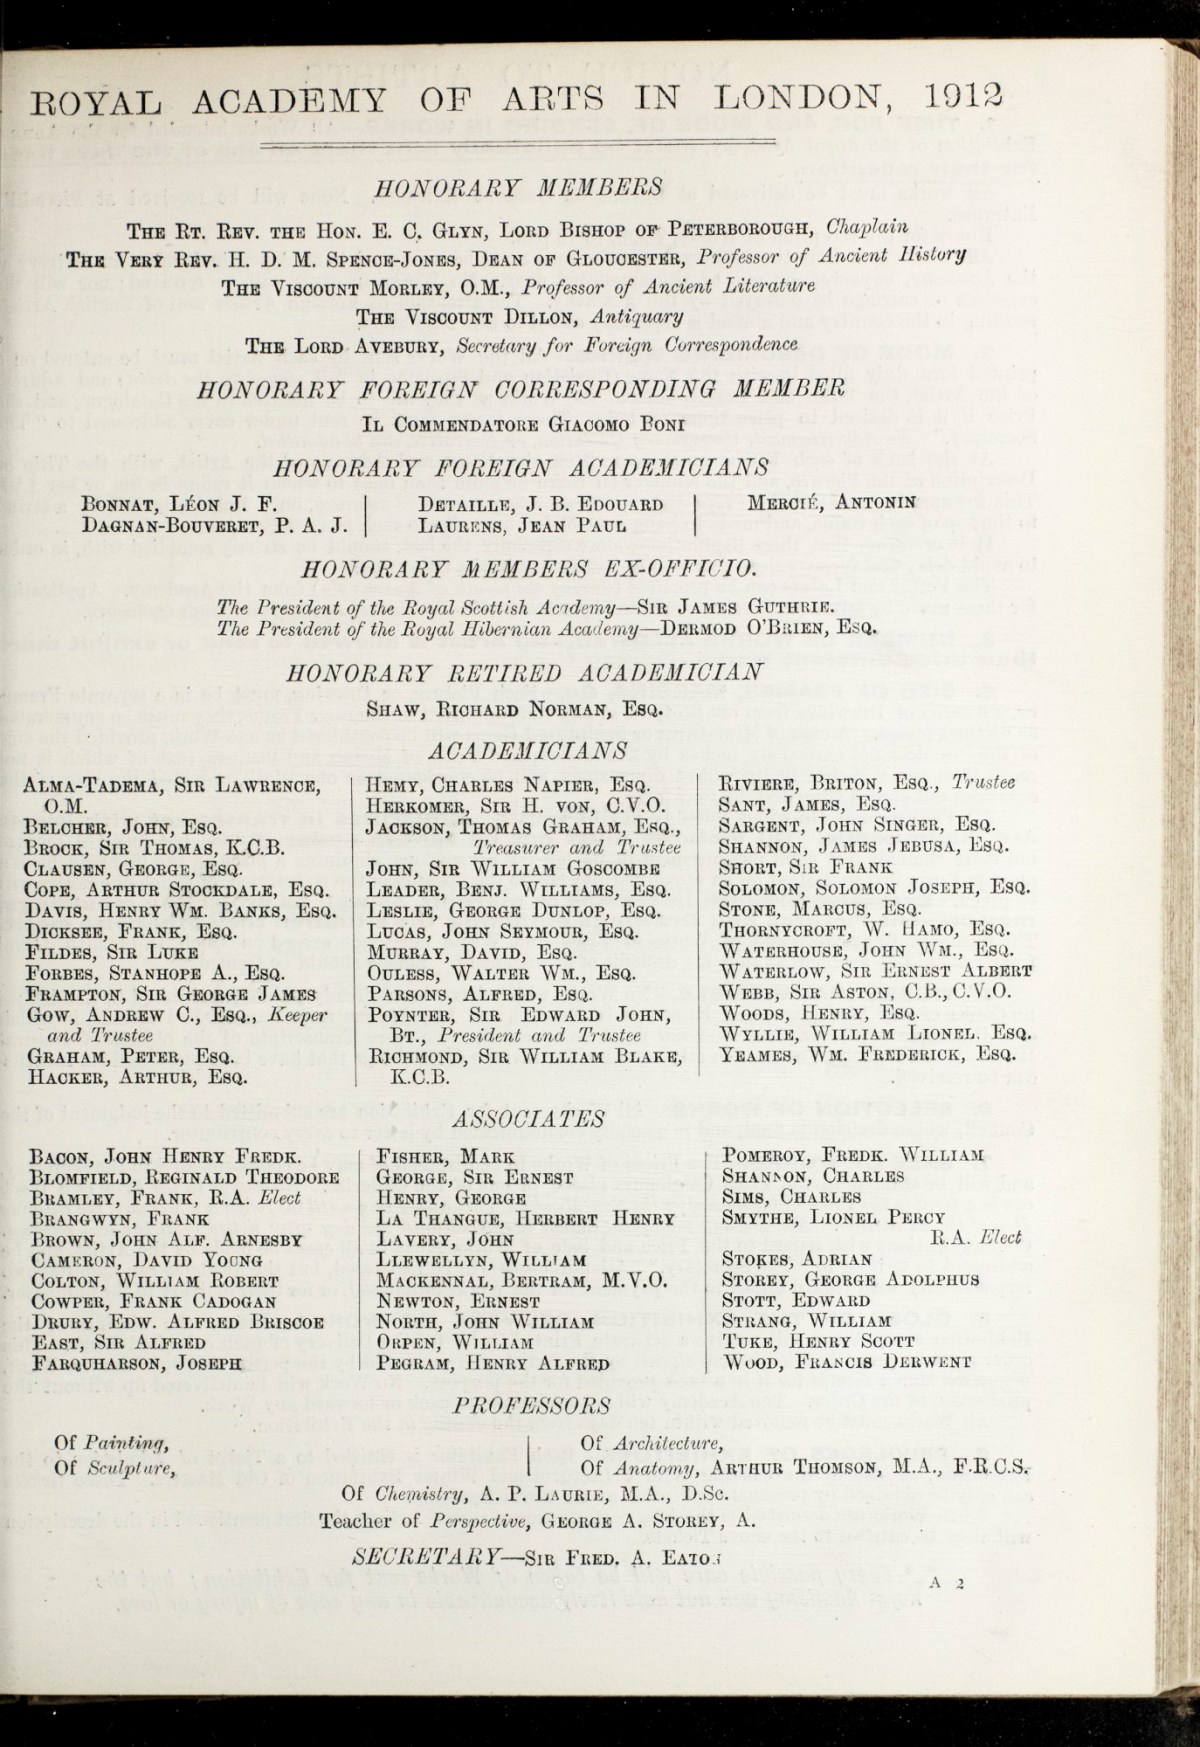 ROYAL ACADEMY OF ARTS IN LONDON, 1912
HONORARY MEMBERS
THE RT. REV. THE HON. E. C. GLYN, LORD BISHOP OF PETERBOROUGH, Chaplain
THE VERY REV. H. D. M. SPENCE-JONES, DEAN OF GLOUCESTER, Professor of Ancient History
THE VISCOUNT MORLEY, O.M., Professor of Ancient Literature
THE VISCOUNT DILLON, Antiquary
THE LORD AVEBURY, Secretary for Foreign Correspondence
HONORARY FOREIGN CORRESPONDING MEMBER
IL COMMENDATORE GIACOMO BONI
HONORARY FOREIGN ACADEMICIANS
BONNAT, LÉON J. F.
DAGNAN-BOUVERET, P. A. J.
DETAILLE, J. B. EDOUARD
LAURENS, JEAN PAUL
MERCIÉ, ANTONIN
HONORARY MEMBERS EX-OFFICIO.
The President of the Royal Scottish Academy—SIR JAMES GUTHRIE.
The President of the Royal Hibernian Academy—DERMOD O'BRIEN, ESQ.
HONORARY RETIRED ACADEMICIAN
SHAW, RICHARD NORMAN, ESQ.
ACADEMICIANS
ALMA-TADEMA, SIR LAWRENCE,
O.M.
BELCHER, JOHN, ESQ.
BROCK, SIR THOMAS, K.C.B.
CLAUSEN, GEORGE, ESQ.
COPE, ARTHUR STOCKDALE, ESQ.
DAVIS, HENRY WM. BANKS, ESQ.
DICKSEE, FRANK, ESQ.
FILDES, SIR LUKE
FORBES, STANHOPE A., ESQ.
FRAMPTON, SIR GEORGE JAMES
GOW, ANDREW C., ESQ., Keeper
and Trustee
GRAHAM, PETER, ESQ.
HACKER, ARTHUR, ESQ.
HEMY, CHARLES NAPIER, ESQ.
HERKOMER, SIR H. VON, C.V.O.
JACKSON, THOMAS GRAHAM, ESQ.,
Treasurer and Trustee
JOHN, SIR WILLIAM GOSCOMBE
LEADER, BENJ. WILLIAMS, ESQ.
LESLIE, GEORGE DUNLOP, ESQ.
LUCAS, JOHN SEYMOUR, ESQ.
MURRAY, DAVID, ESQ.
OULESS, WALTER WM., ESQ.
PARSONS, ALFRED, ESQ.
POYNTER, SIR EDWARD JOHN,
BT., President and Trustee
RICHMOND, SIR WILLIAM BLAKE,
K.C.B.
RIVIERE, BRITON, ESQ., Trustee
SANT, JAMES, ESQ.
SARGENT, JOHN SINGER, ESQ.
SHANNON, JAMES JEBUSA, ESQ.
SHORT, SIR FRANK
SOLOMON, SOLOMON JOSEPH, ESQ.
STONE, MARCUS, ESQ.
THORNYCROFT, W. HAMO, ESQ.
WATERHOUSE, JOHN WM., ESQ.
WATERLOW, SIR ERNEST ALBERT
WEBB, SIR ASTON, C.B., C.V.O.
WOODS, HENRY, ESQ.
WYLLIE, WILLIAM LIONEL, ESQ.
YEAMES, WM. FREDERICK, ESQ.
ASSOCIATES
BACON, JOHN HENRY FREDK.
BLOMFIELD, REGINALD THEODORE
BRAMLEY, FRANK, R.A. Elect
BRANGWYN, FRANK
BROWN, JOHN ALF. ARNESBY
CAMERON, DAVID YOUNG
COLTON, WILLIAM ROBERT
COWPER, FRANK CADOGAN
DRURY, EDW. ALFRED BRISCOE
EAST, SIR ALFRED
FARQUHARSON, JOSEPH
FISHER, MARK
GEORGE, SIR ERNEST
HENRY, GEORGE
LA THANGUE, HERBERT HENRY
LAVERY, JOHN
LLEWELLYN, WILLIAM
MACKENNAL, BERTRAM, M.V.O.
NEWTON, ERNEST
NORTH, JOHN WILLIAM
ORPEN, WILLIAM
PEGRAM, HENRY ALFRED
POMEROY, FREDK. WILLIAM
SHANNON, CHARLES
SIMS, CHARLES
SMYTHE, LIONEL PERCY
R.A. Elect
STOKES, ADRIAN
STOREY, GEORGE ADOLPHUS
STOTT, EDWARD
STRANG, WILLIAM
TUKE, HENRY SCOTT
WOOD, FRANCIS DERWENT
PROFESSORS
Of Painting,
Of Sculpture,
Of Architecture,
Of Anatomy, ARTHUR THOMSON, M.A., F.R.C.S.
Of Chemistry, A. P. LAURIE, M.A., D.Sc.
Teacher of Perspective, GEORGE A. STOREY, A.
SECRETARY—SIR FRED. A. EATON
A 2